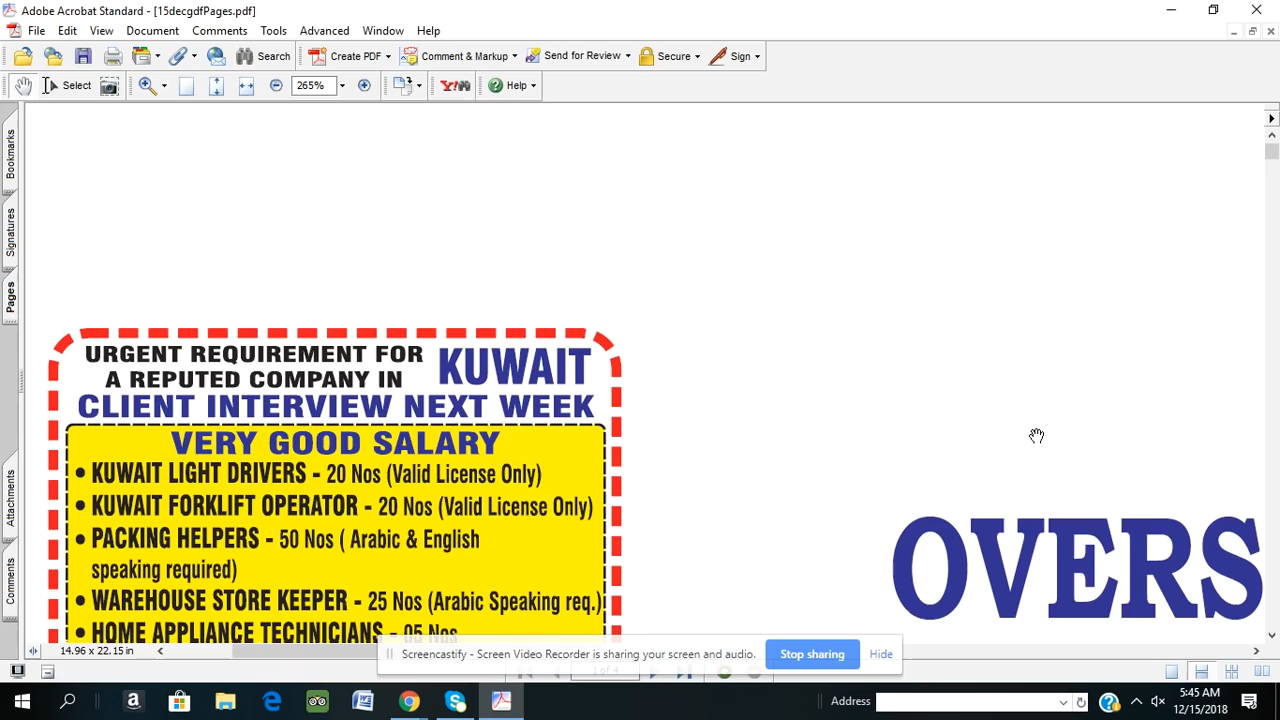 Adobe Acrobat Standard - [15decgdfPages.pdf]
File Edit View Document Comments Tools Advanced Window Help
Search Create PDF Comment & Markup Send for Review Secure Sign
Select 265% Y! Help
Bookmarks
Signatures
Pages
Attachments
Comments
URGENT REQUIREMENT FOR
A REPUTED COMPANY IN
KUWAIT
CLIENT INTERVIEW NEXT WEEK
VERY GOOD SALARY
• KUWAIT LIGHT DRIVERS - 20 Nos (Valid License Only)
• KUWAIT FORKLIFT OPERATOR - 20 Nos (Valid License Only)
• PACKING HELPERS - 50 Nos ( Arabic & English
speaking required)
• WAREHOUSE STORE KEEPER - 25 Nos (Arabic Speaking req.)
• HOME APPLIANCE TECHNICIANS - 05 Nos
OVERS
14.96 x 22.15 in
Screencastify - Screen Video Recorder is sharing your screen and audio. Stop sharing Hide
1 of 4
Address
5:45 AM
12/15/2018